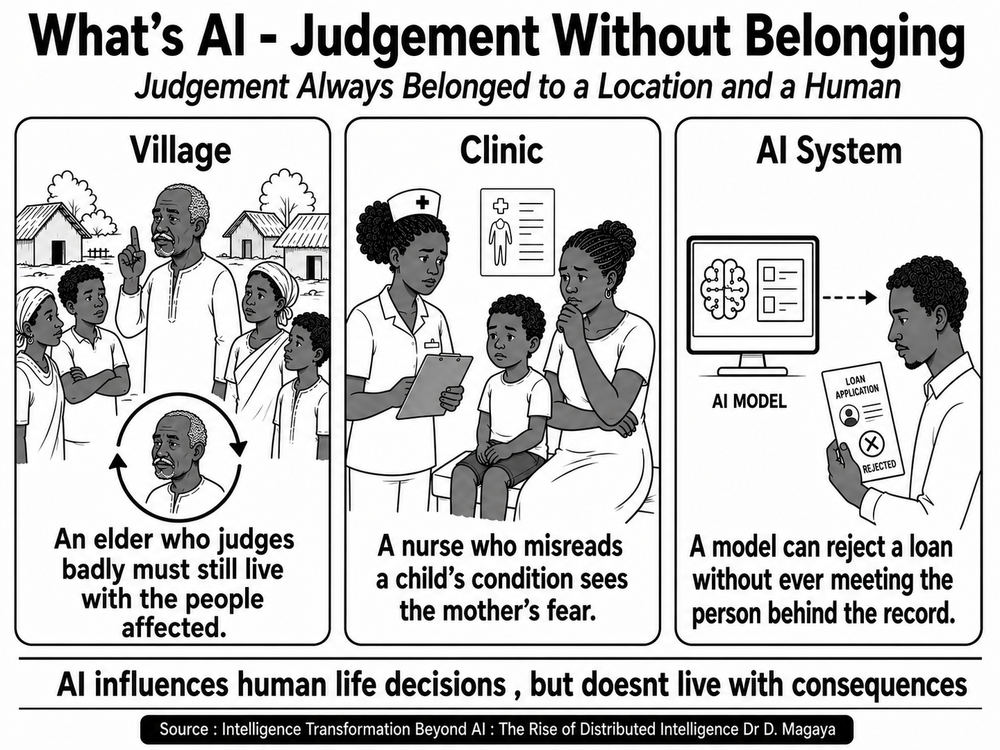 What's AI - Judgement Without Belonging
Judgement Always Belonged to a Location and a Human
Village
An elder who judges
badly must still live
with the people
affected.
Clinic
A nurse who misreads
a child's condition sees
the mother's fear.
AI System
AI MODEL
LOAN
APPLICATION
REJECTED
A model can reject a loan
without ever meeting the
person behind the record.
AI influences human life decisions , but doesnt live with consequences
Source : Intelligence Transformation Beyond AI : The Rise of Distributed Intelligence Dr D. Magaya